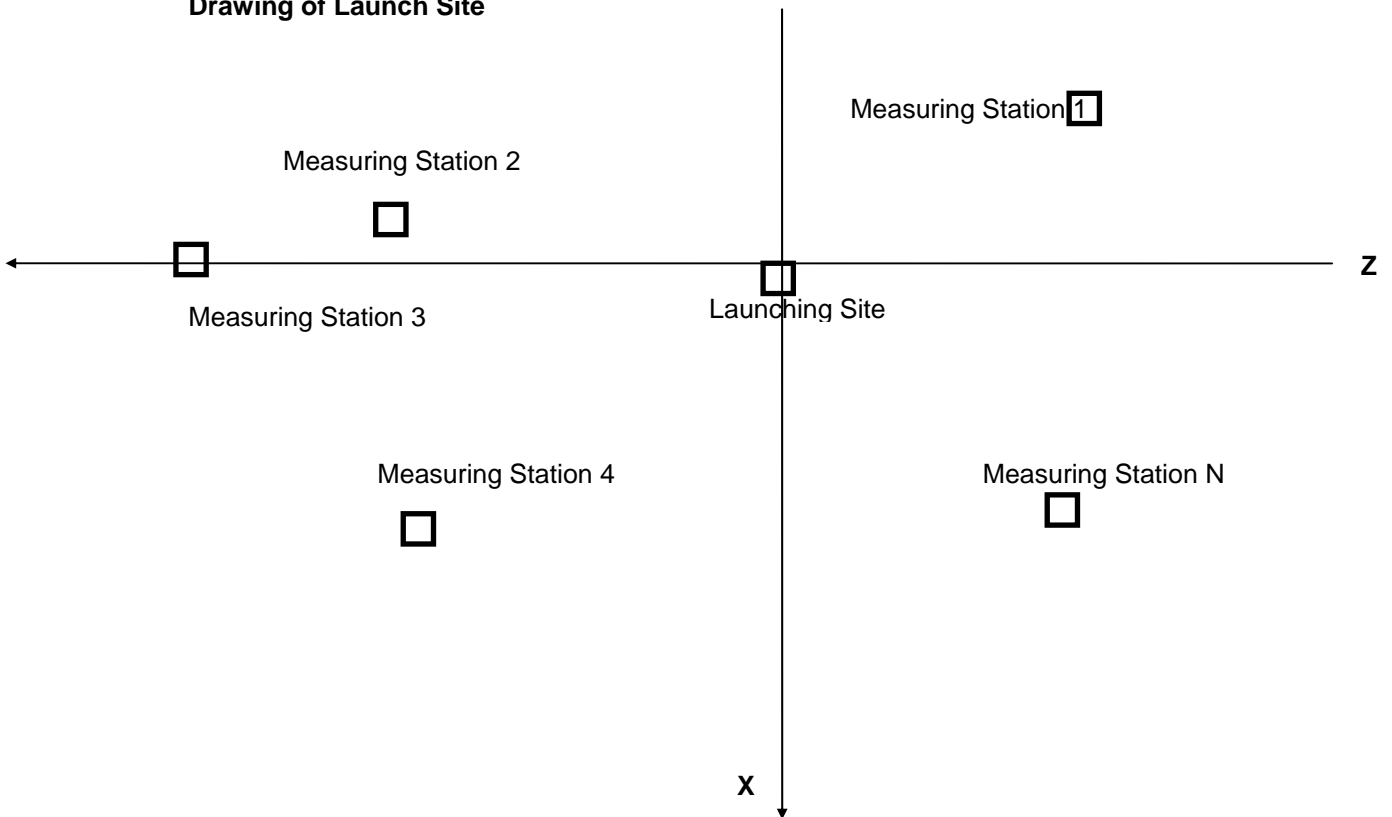 Drawing of Launch Site
Measuring Station 1
Measuring Station 2
Z
Launching Site
Measuring Station 3
Measuring Station 4
Measuring Station N
X